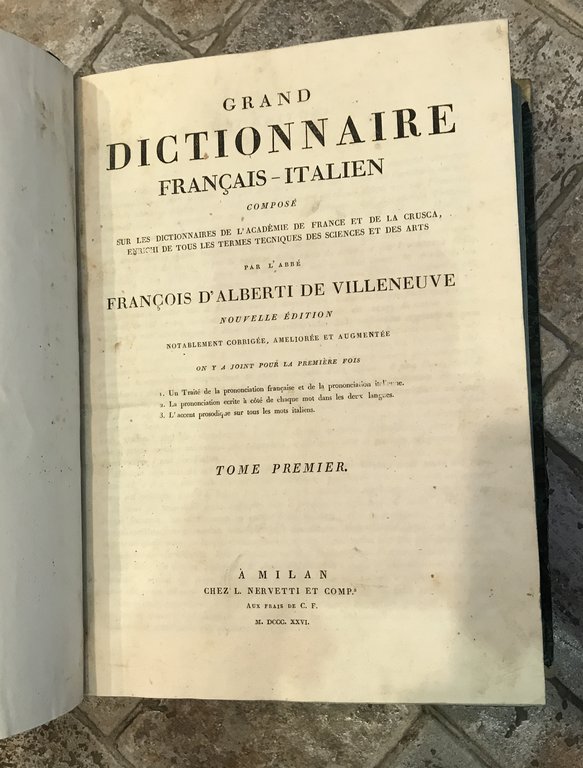 GRAND
DICTIONNAIRE
FRANÇAIS - ITALIEN
COMPOSÉ
SUR LES DICTIONNAIRES DE L'ACADÉMIE DE FRANCE ET DE LA CRUSCA,
ENRICHI DE TOUS LES TERMES TECNIQUES DES SCIENCES ET DES ARTS
PAR L'ABBÉ
FRANÇOIS D'ALBERTI DE VILLENEUVE
NOUVELLE ÉDITION
NOTABLEMENT CORRIGÉE, AMELIORÉE ET AUGMENTÉE
ON Y A JOINT POUR LA PREMIÈRE FOIS
1. Un Traité de la prononciation française et de la prononciation italienne.
2. La prononciation ecrite à côté de chaque mot dans les deux langues.
3. L'accent prosodique sur tous les mots italiens.
TOME PREMIER.
À MILAN
CHEZ L. NERVETTI ET COMP.ª
AUX FRAIS DE C. F.
M. DCCC. XXVI.